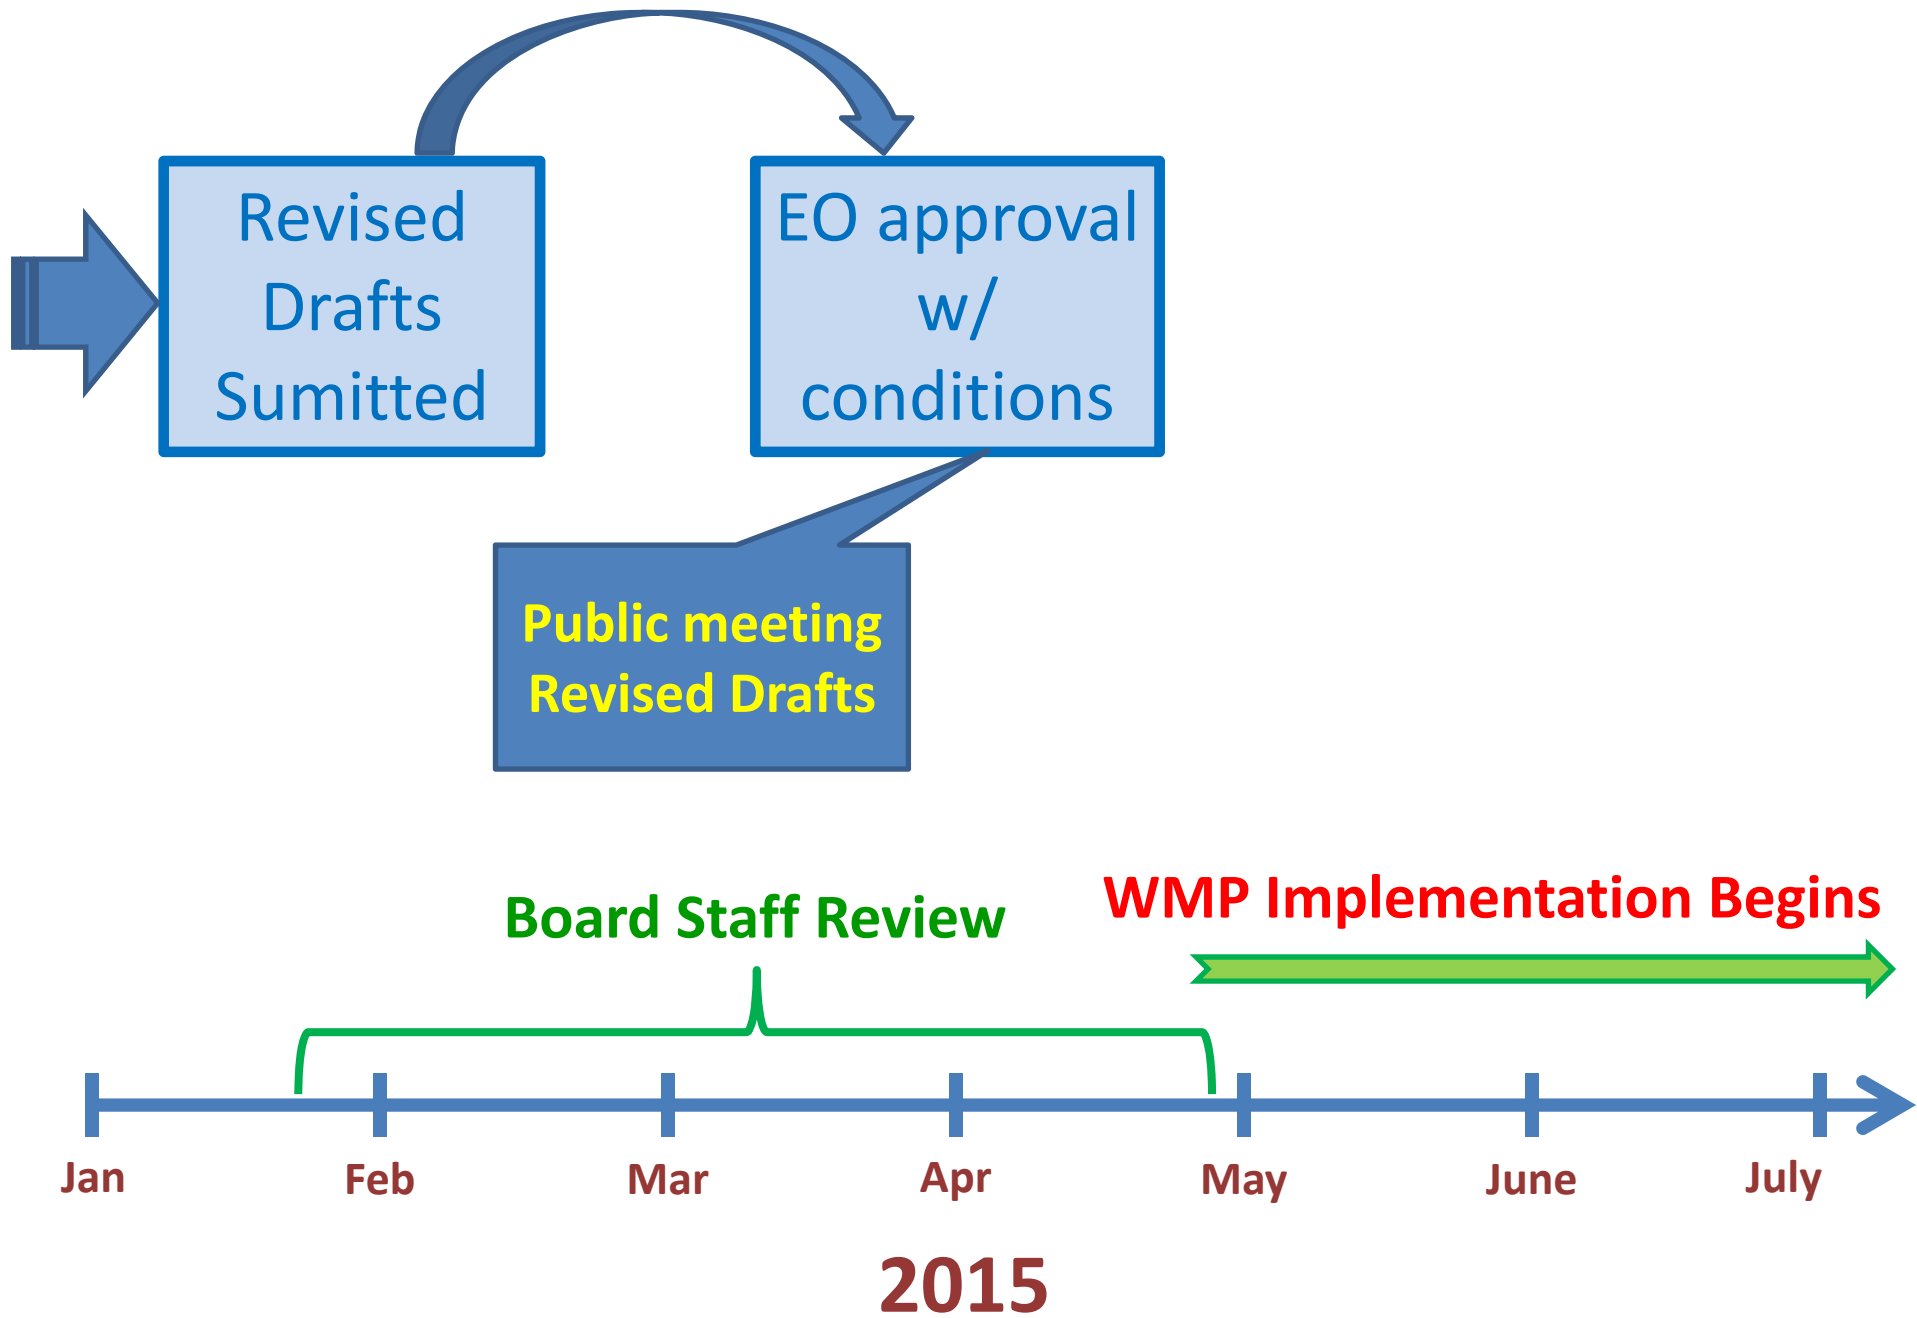 Revised
Drafts
Sumitted
EO approval
w/
conditions
Public meeting
Revised Drafts
Board Staff Review
WMP Implementation Begins
Jan
Feb
Mar
Apr
May
June
July
2015